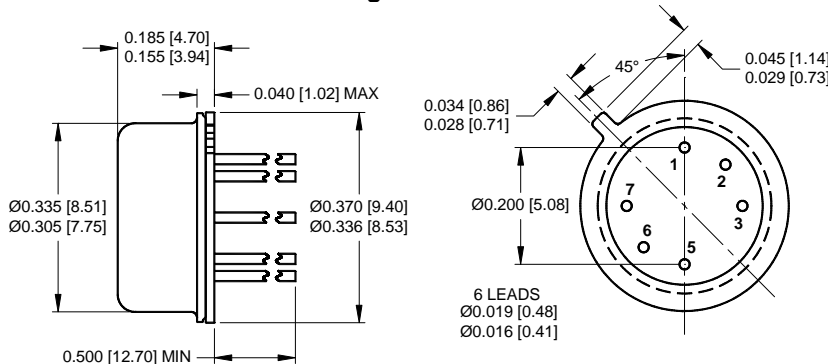 0.185 [4.70]
0.155 [3.94]
0.040 [1.02] MAX
Ø0.335 [8.51]
Ø0.305 [7.75]
Ø0.370 [9.40]
Ø0.336 [8.53]
0.500 [12.70] MIN
45°
0.045 [1.14]
0.029 [0.73]
0.034 [0.86]
0.028 [0.71]
Ø0.200 [5.08]
1
2
7
3
6
5
6 LEADS
Ø0.019 [0.48]
Ø0.016 [0.41]